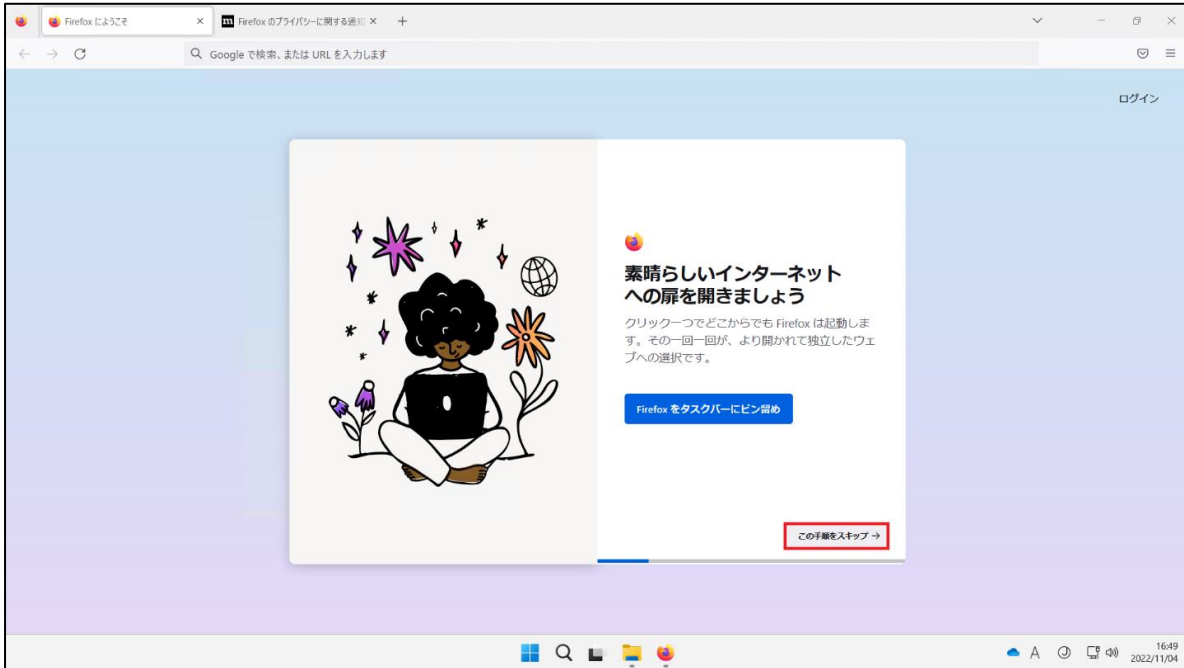 Firefox にようこそ
m Firefox のプライバシーに関する通知
Google で検索、または URL を入力します
ログイン
素晴らしいインターネット
への扉を開きましょう
クリック一つでどこからでも Firefox は起動しま
す。その一回一回が、より開かれて独立したウェ
ブへの選択です。
Firefox をタスクバーにピン留め
この手順をスキップ →
A
16:49
2022/11/04